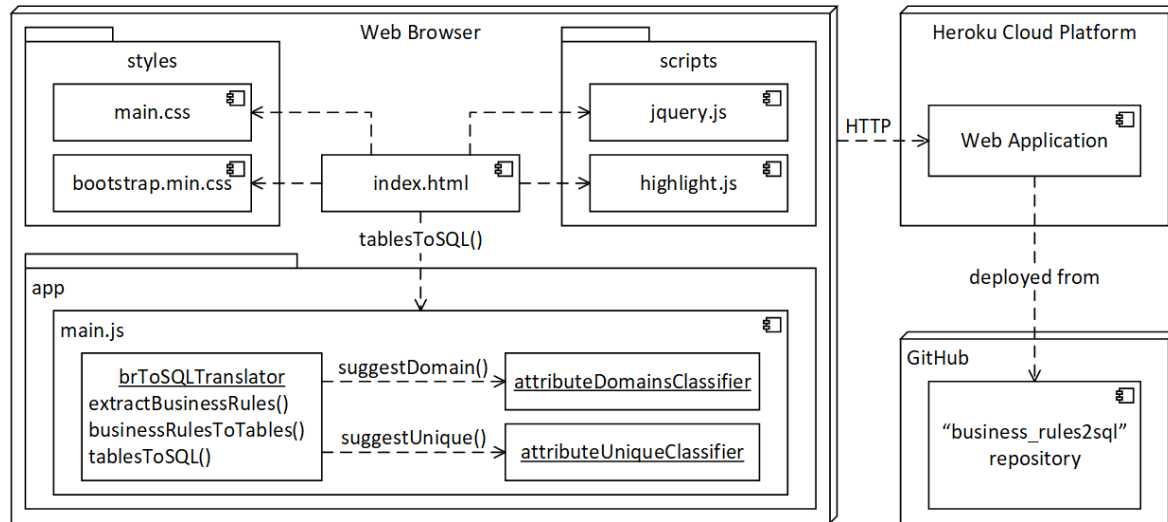 Web Browser
styles
main.css
bootstrap.min.css
index.html
scripts
jquery.js
highlight.js
tablesToSQL()
app
main.js
brToSQLTranslator
extractBusinessRules()
businessRulesToTables()
tablesToSQL()
suggestDomain()
attributeDomainsClassifier
suggestUnique()
attributeUniqueClassifier
HTTP
Heroku Cloud Platform
Web Application
deployed from
GitHub
“business_rules2sql”
repository